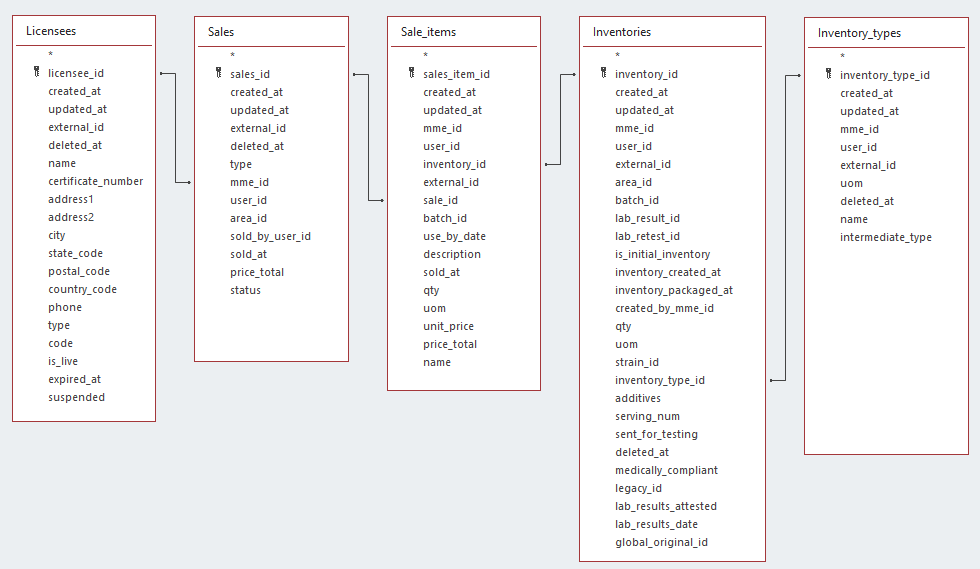 Licensees
*
licensee_id
created_at
updated_at
external_id
deleted_at
name
certificate_number
address1
address2
city
state_code
postal_code
country_code
phone
type
code
is_live
expired_at
suspended
Sales
*
sales_id
created_at
updated_at
external_id
deleted_at
type
mme_id
user_id
area_id
sold_by_user_id
sold_at
price_total
status
Sale_items
*
sales_item_id
created_at
updated_at
mme_id
user_id
inventory_id
external_id
sale_id
batch_id
use_by_date
description
sold_at
qty
uom
unit_price
price_total
name
Inventories
*
inventory_id
created_at
updated_at
mme_id
user_id
external_id
area_id
batch_id
lab_result_id
lab_retest_id
is_initial_inventory
inventory_created_at
inventory_packaged_at
created_by_mme_id
qty
uom
strain_id
inventory_type_id
additives
serving_num
sent_for_testing
deleted_at
medically_compliant
legacy_id
lab_results_attested
lab_results_date
global_original_id
Inventory_types
*
inventory_type_id
created_at
updated_at
mme_id
user_id
external_id
uom
deleted_at
name
intermediate_type